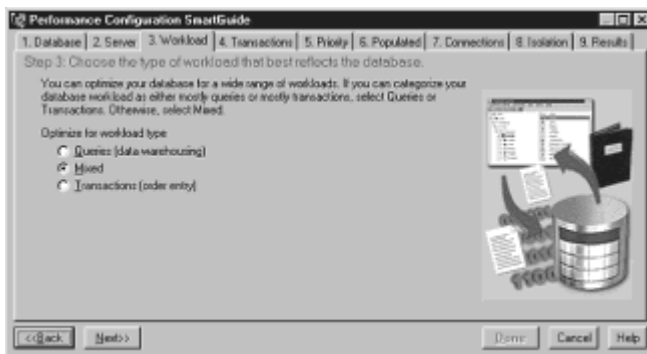 Performance Configuration SmartGuide
1. Database 2. Server 3. Workload 4. Transactions 5. Priority 6. Populated 7. Connections 8. Isolation 9. Results
Step 3: Choose the type of workload that best reflects the database.
You can optimize your database for a wide range of workloads. If you can categorize your
database workload as either mostly queries or mostly transactions, select Queries or
Transactions. Otherwise, select Mixed.
Optimize for workload type
Queries (data warehousing)
Mixed
Transactions (order entry)
<<Back Next>> Done Cancel Help